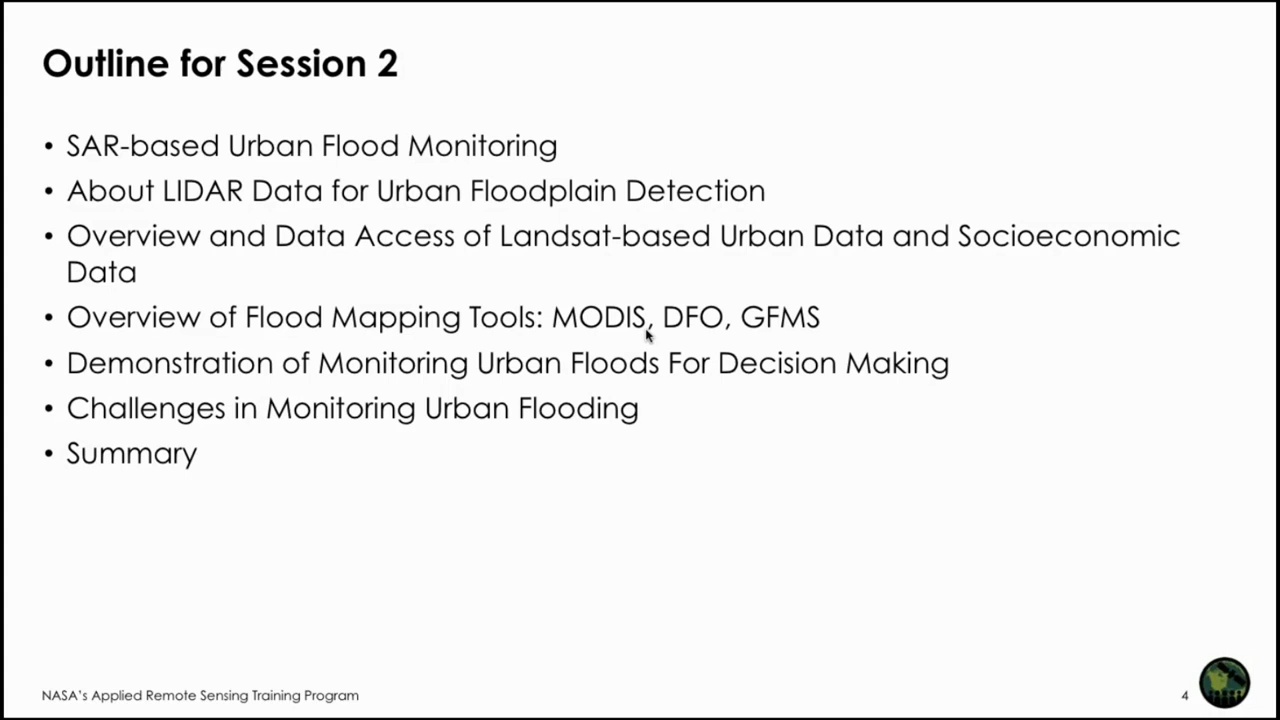 Outline for Session 2
• SAR-based Urban Flood Monitoring
• About LIDAR Data for Urban Floodplain Detection
• Overview and Data Access of Landsat-based Urban Data and Socioeconomic
Data
• Overview of Flood Mapping Tools: MODIS, DFO, GFMS
• Demonstration of Monitoring Urban Floods For Decision Making
• Challenges in Monitoring Urban Flooding
• Summary
NASA's Applied Remote Sensing Training Program
4